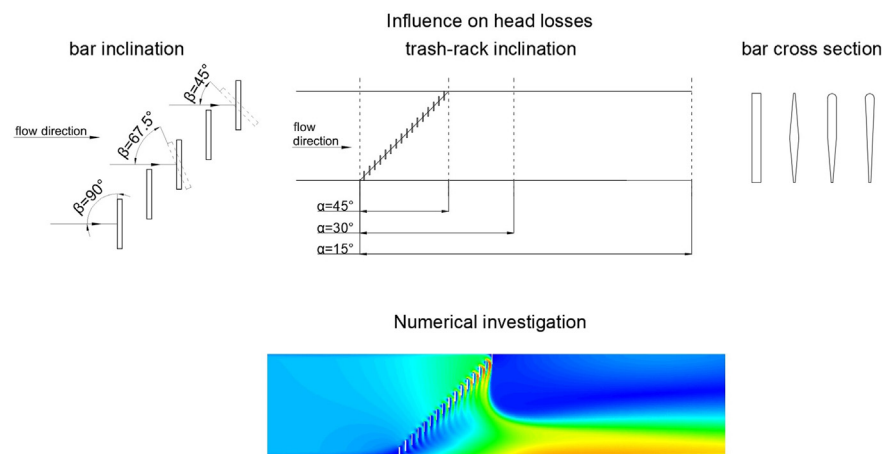 Influence on head losses
bar inclination
trash-rack inclination
bar cross section
flow direction
β=45°
β=67.5°
β=90°
flow
direction
α=45°
α=30°
α=15°
Numerical investigation